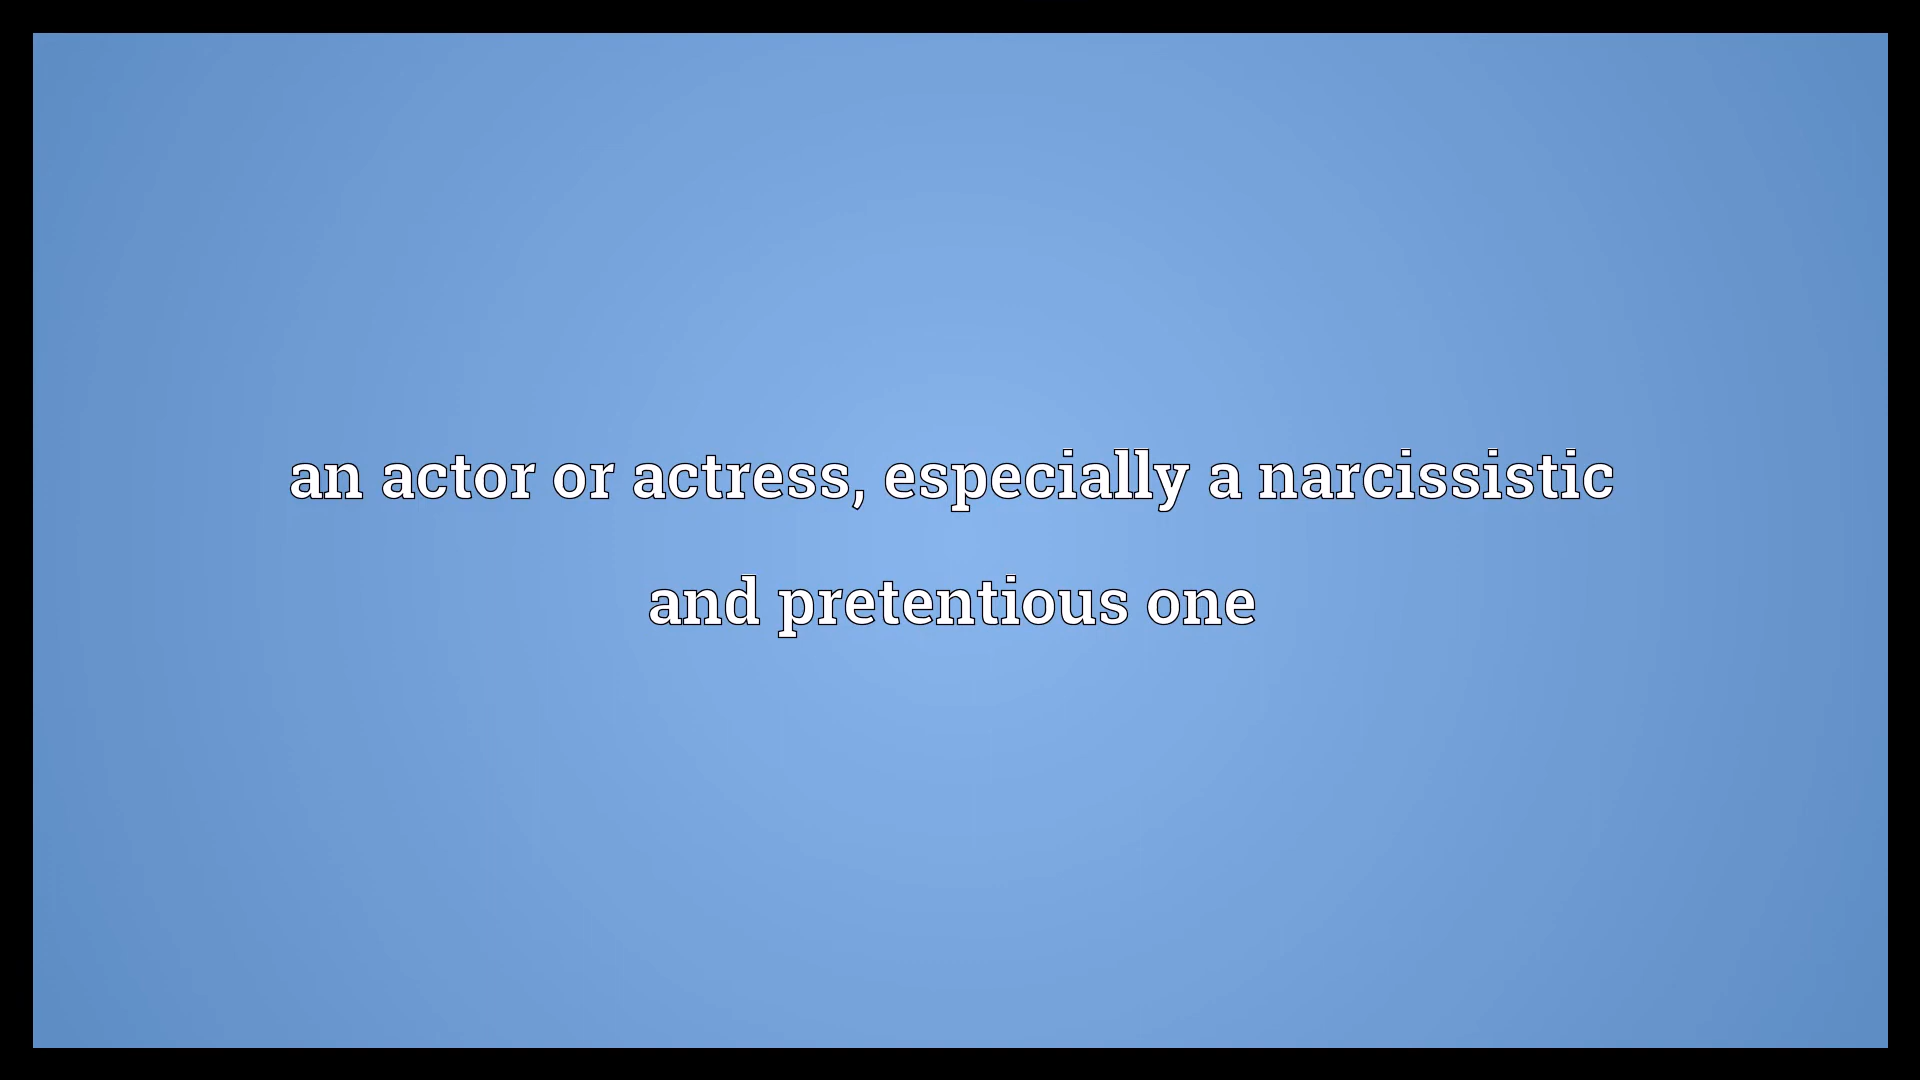 an actor or actress, especially a narcissistic
and pretentious one